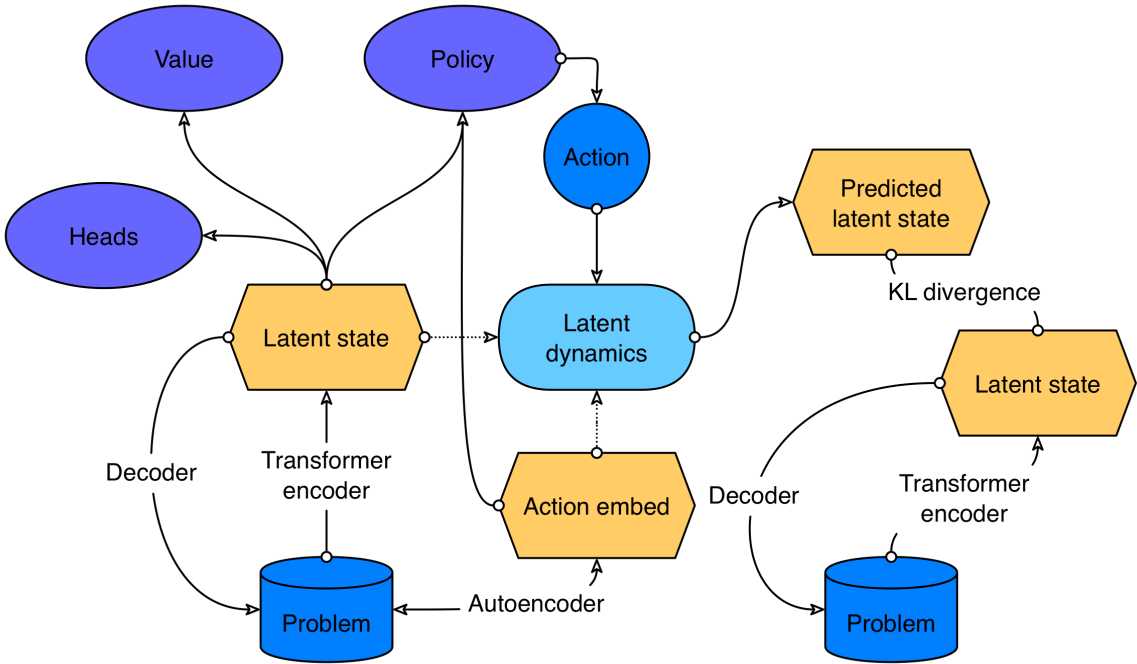 Value
Policy
Action
Predicted
latent state
Heads
KL divergence
Latent state
Latent
dynamics
Latent state
Decoder
Transformer
encoder
Action embed
Decoder
Transformer
encoder
Autoencoder
Problem
Problem